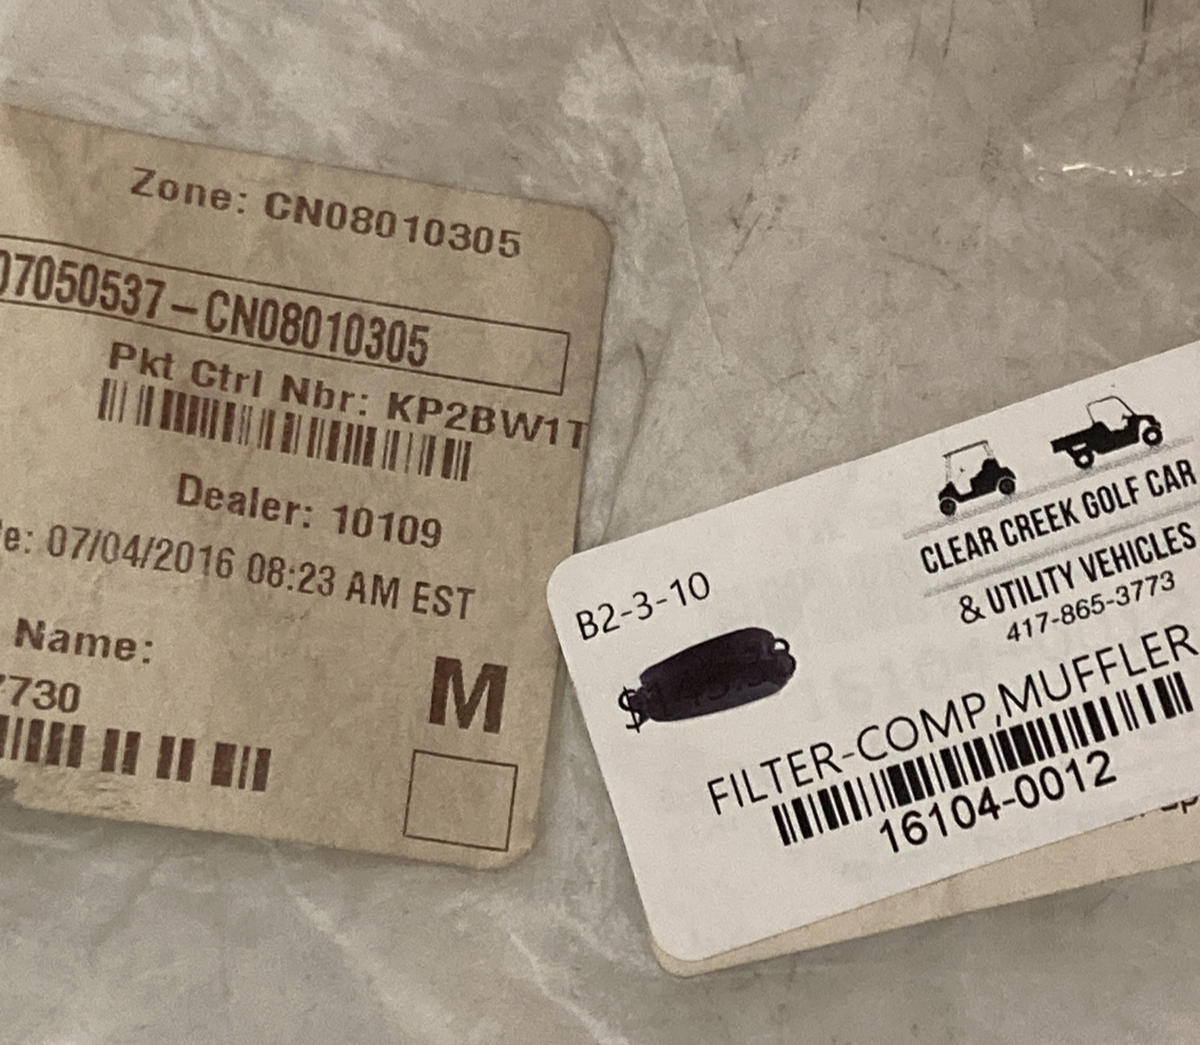 Zone: CN08010305
07050537-CN08010305
Pkt Ctrl Nbr: KP2BW1T
Dealer: 10109
e: 07/04/2016 08:23 AM EST
Name:
7730
M
CLEAR CREEK GOLF CAR
& UTILITY VEHICLES
417-865-3773
B2-3-10
$
FILTER-COMP,MUFFLER
16104-0012